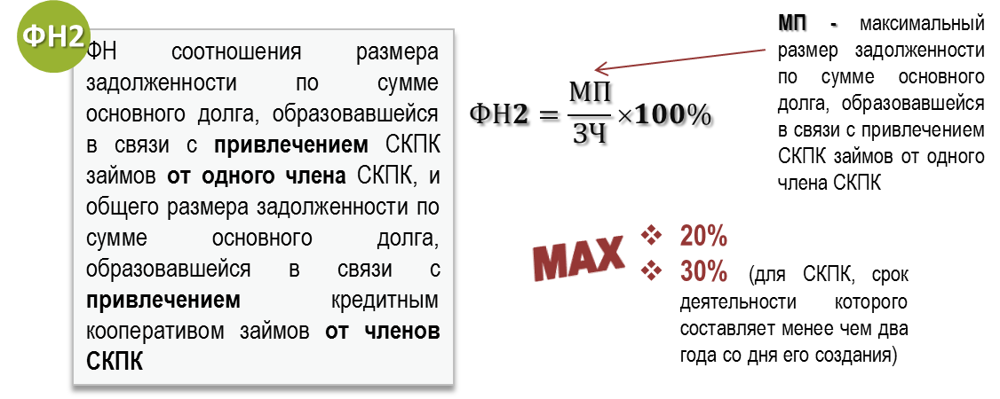 ФН2
ФН соотношения размера
задолженности по сумме
основного долга, образовавшейся
в связи с привлечением СКПК
займов от одного члена СКПК, и
общего размера задолженности по
сумме основного долга,
образовавшейся в связи с
привлечением кредитным
кооперативом займов от членов
СКПК
ФН2 = МП/ЗЧ ×100%
МП - максимальный
размер задолженности
по сумме основного
долга, образовавшейся
в связи с привлечением
СКПК займов от одного
члена СКПК
MAX
❖ 20%
❖ 30% (для СКПК, срок
деятельности которого
составляет менее чем два
года со дня его создания)